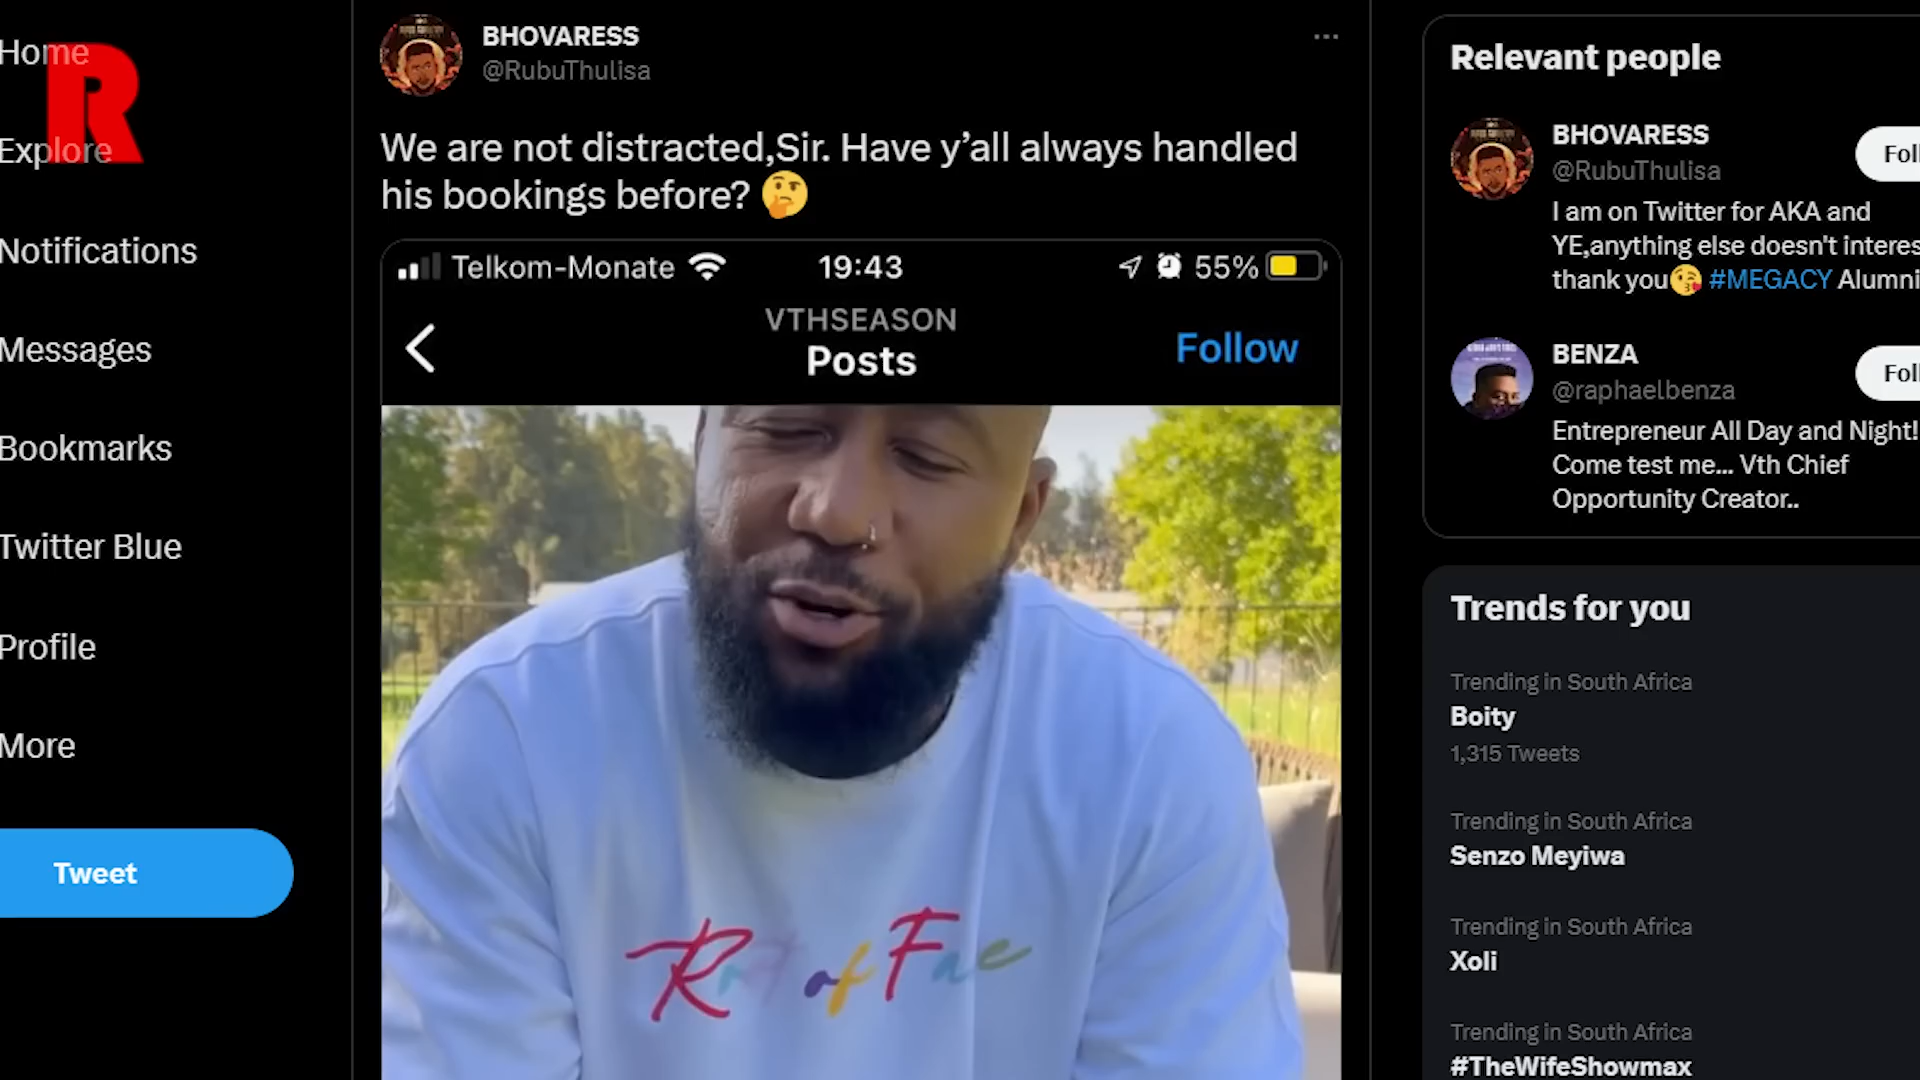 Home
R
Explore
Notifications
Messages
Bookmarks
Twitter Blue
Profile
More
Tweet
BHOVARESS
@RubuThulisa
We are not distracted,Sir. Have y’all always handled
his bookings before? 🤔
Telkom-Monate 19:43 55%
VTHSEASON
Posts
Follow
of
Relevant people
BHOVARESS
@RubuThulisa
Foll
I am on Twitter for AKA and
YE,anything else doesn't interes
thank you😘 #MEGACY Alumni
BENZA
@raphaelbenza
Foll
Entrepreneur All Day and Night!
Come test me... Vth Chief
Opportunity Creator..
Trends for you
Trending in South Africa
Boity
1,315 Tweets
Trending in South Africa
Senzo Meyiwa
Trending in South Africa
Xoli
Trending in South Africa
#TheWifeShowmax